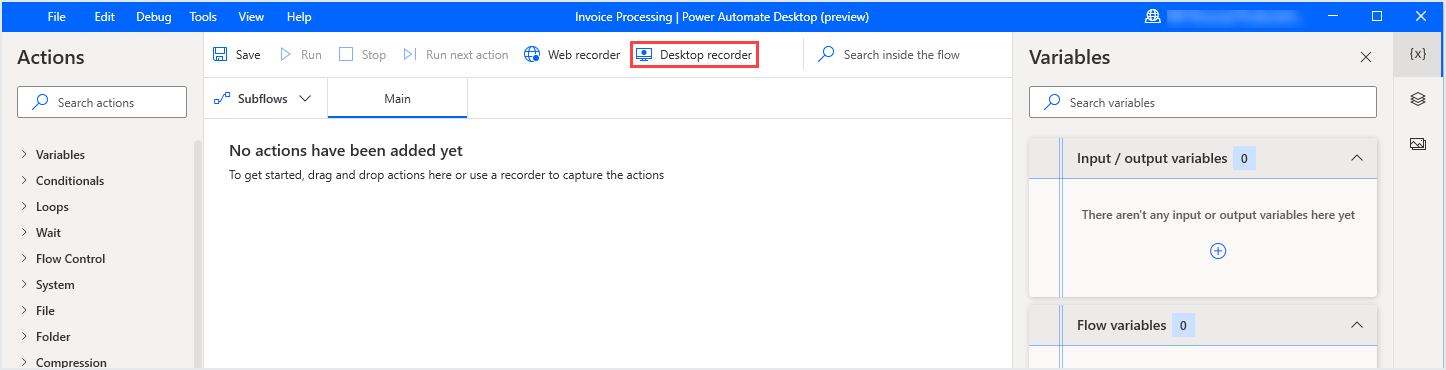 File Edit Debug Tools View Help Invoice Processing | Power Automate Desktop (preview)
Actions
Save Run Stop Run next action Web recorder Desktop recorder Search inside the flow
Variables
{x}
Search actions
Subflows Main
Search variables
Variables
Conditionals
Loops
Wait
Flow Control
System
File
Folder
Compression
No actions have been added yet
To get started, drag and drop actions here or use a recorder to capture the actions
Input / output variables 0
There aren't any input or output variables here yet
Flow variables 0